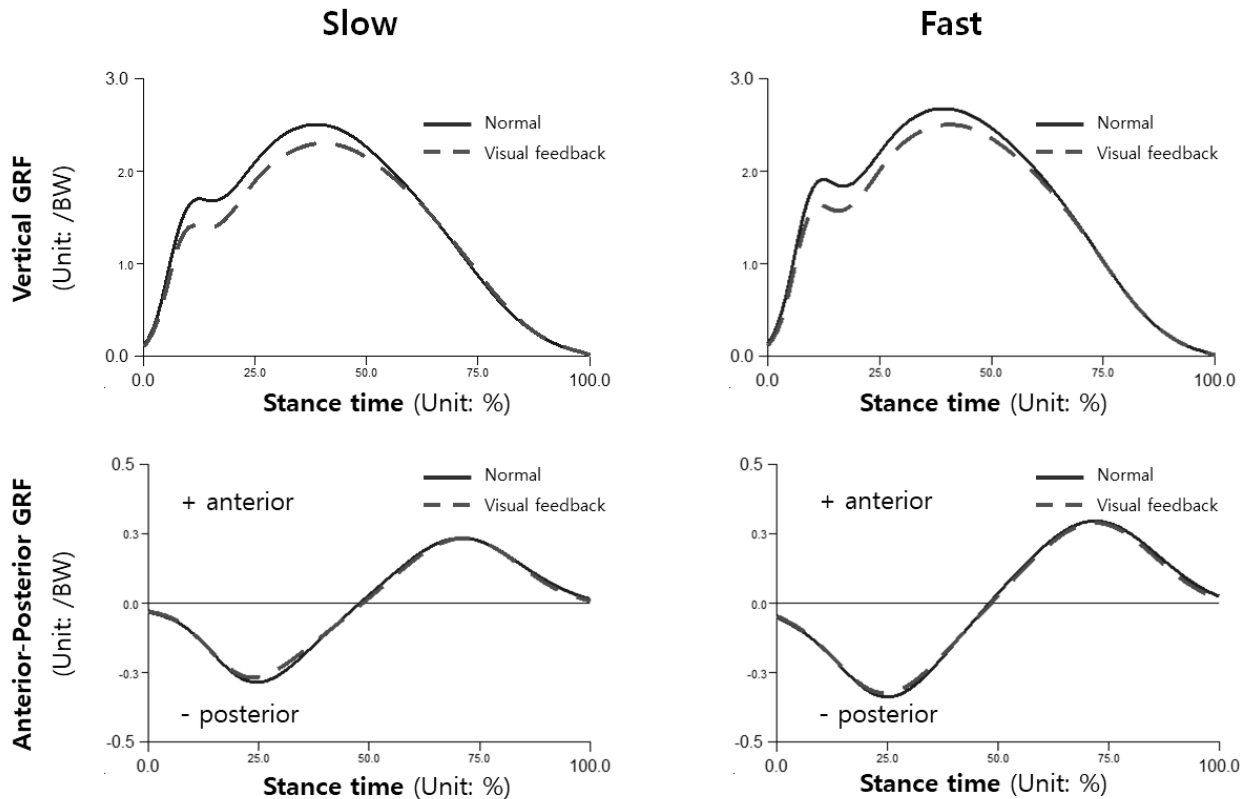 Slow
Fast
Vertical GRF
(Unit: /BW)
3.0
2.0
1.0
0.0
Normal
Visual feedback
0.0
25.0
50.0
75.0
100.0
Stance time (Unit: %)
3.0
2.0
1.0
0.0
Normal
Visual feedback
0.0
25.0
50.0
75.0
100.0
Stance time (Unit: %)
Anterior-Posterior GRF
(Unit: /BW)
0.5
0.3
0.0
-0.3
-0.5
+ anterior
Normal
Visual feedback
- posterior
0.0
25.0
50.0
75.0
100.0
Stance time (Unit: %)
0.5
0.3
0.0
-0.3
-0.5
+ anterior
Normal
Visual feedback
- posterior
0.0
25.0
50.0
75.0
100.0
Stance time (Unit: %)